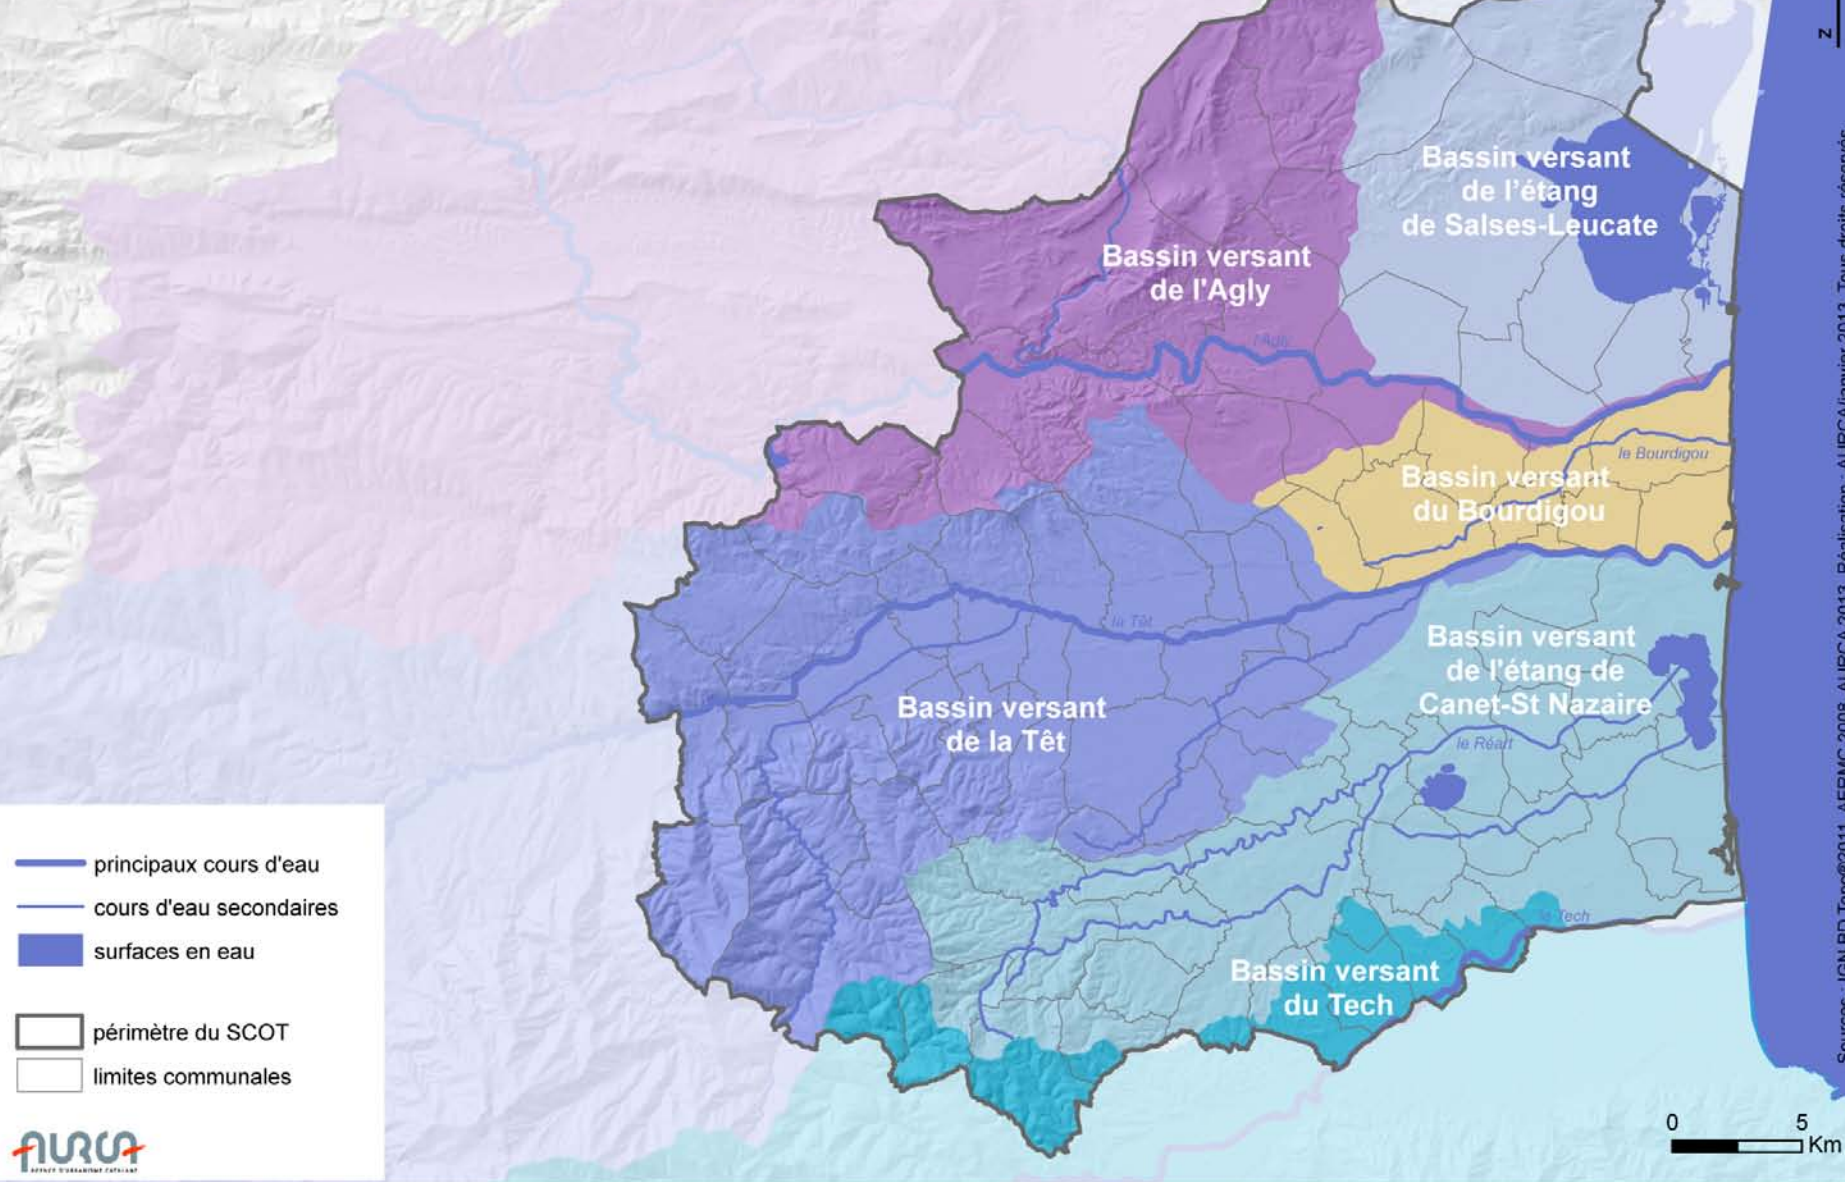 z
Bassin versant
de l'étang
de Salses-Leucate
Bassin versant
de l'Agly
l'Agly
le Bourdigou
Bassin versant
du Bourdigou
la Têt
Bassin versant
de l'étang de
Canet-St Nazaire
Bassin versant
de la Têt
le Réart
le Tech
Bassin versant
du Tech
principaux cours d'eau
cours d'eau secondaires
surfaces en eau
périmètre du SCOT
limites communales
AURCA
AGENCE D'URBANISME CATALANE
0 5
Km